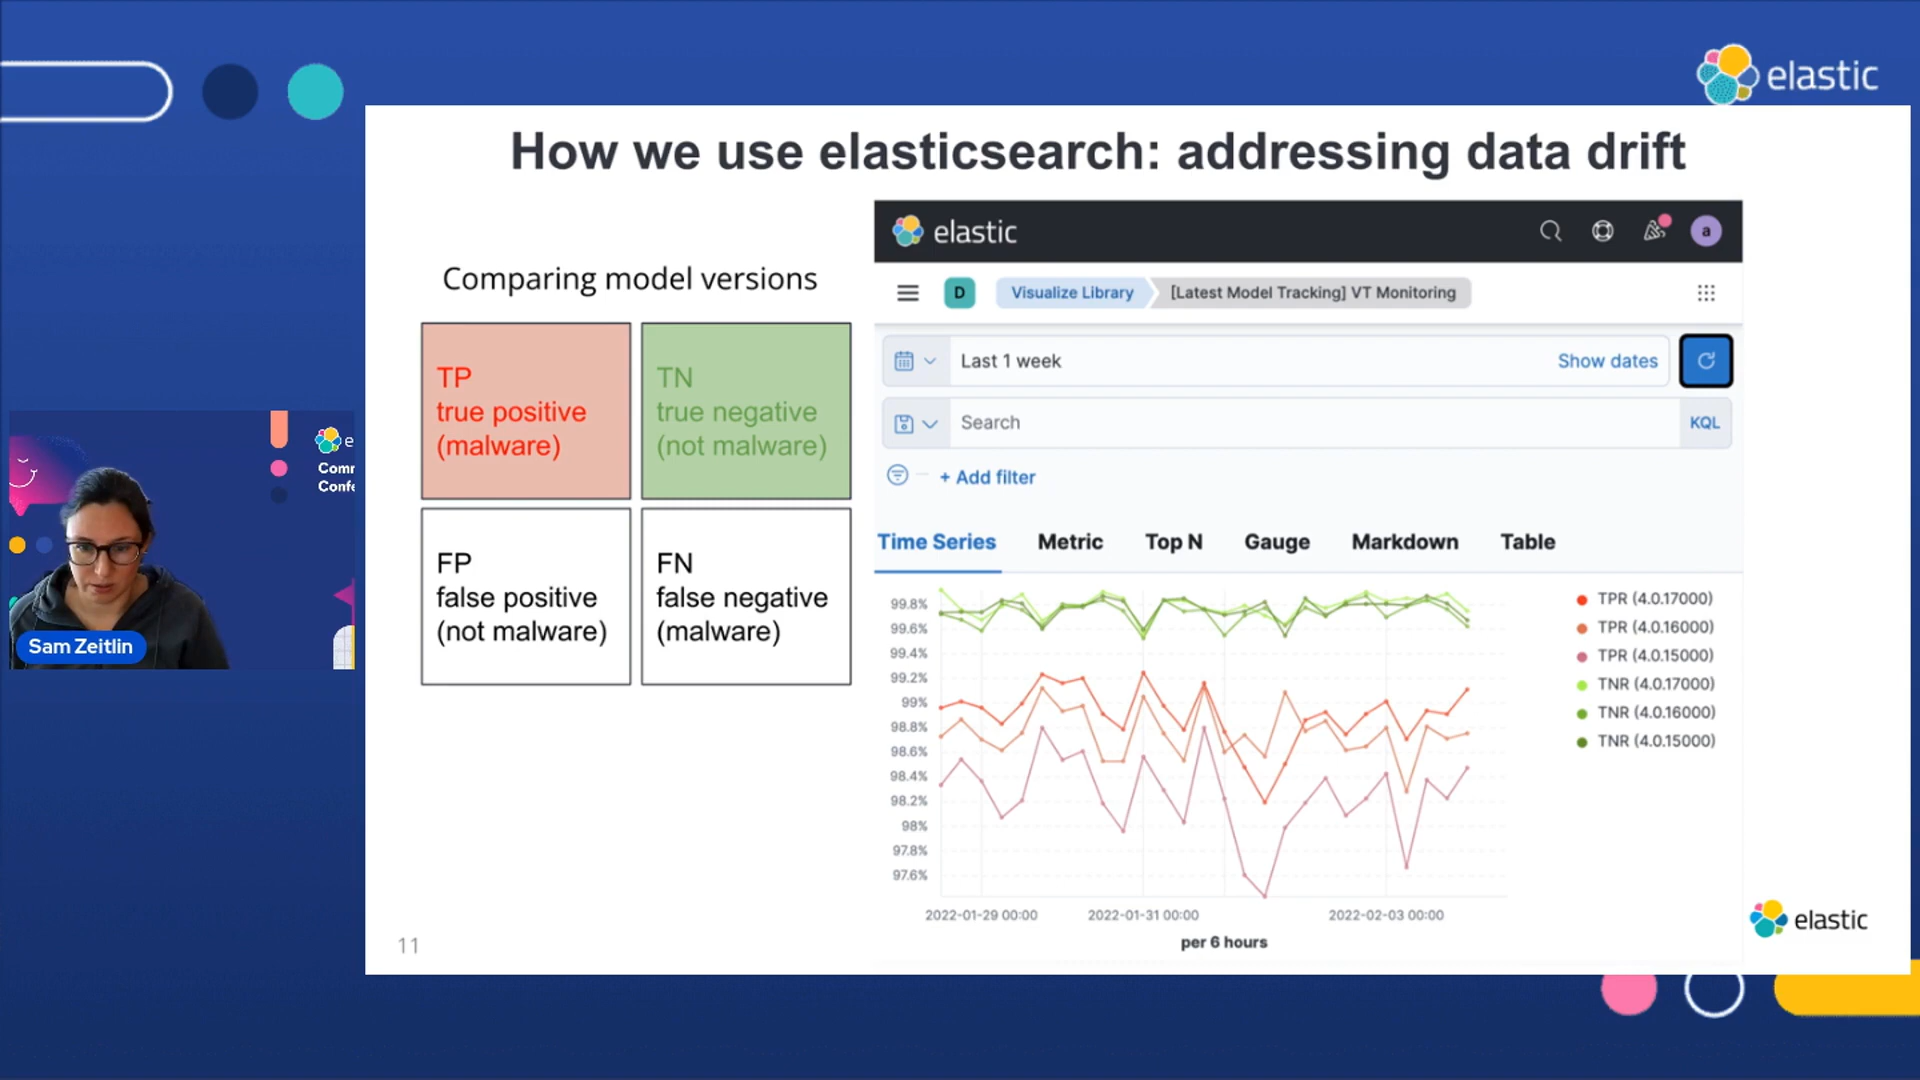 elastic
How we use elasticsearch: addressing data drift
Comparing model versions
TP
true positive
(malware)
TN
true negative
(not malware)
FP
false positive
(not malware)
FN
false negative
(malware)
elastic
a
D
Visualize Library
[Latest Model Tracking] VT Monitoring
Last 1 week
Show dates
Search
KQL
+ Add filter
Time Series
Metric
Top N
Gauge
Markdown
Table
99.8%
99.6%
99.4%
99.2%
99%
98.8%
98.6%
98.4%
98.2%
98%
97.8%
97.6%
2022-01-29 00:00
2022-01-31 00:00
2022-02-03 00:00
per 6 hours
TPR (4.0.17000)
TPR (4.0.16000)
TPR (4.0.15000)
TNR (4.0.17000)
TNR (4.0.16000)
TNR (4.0.15000)
elastic
11
Sam Zeitlin